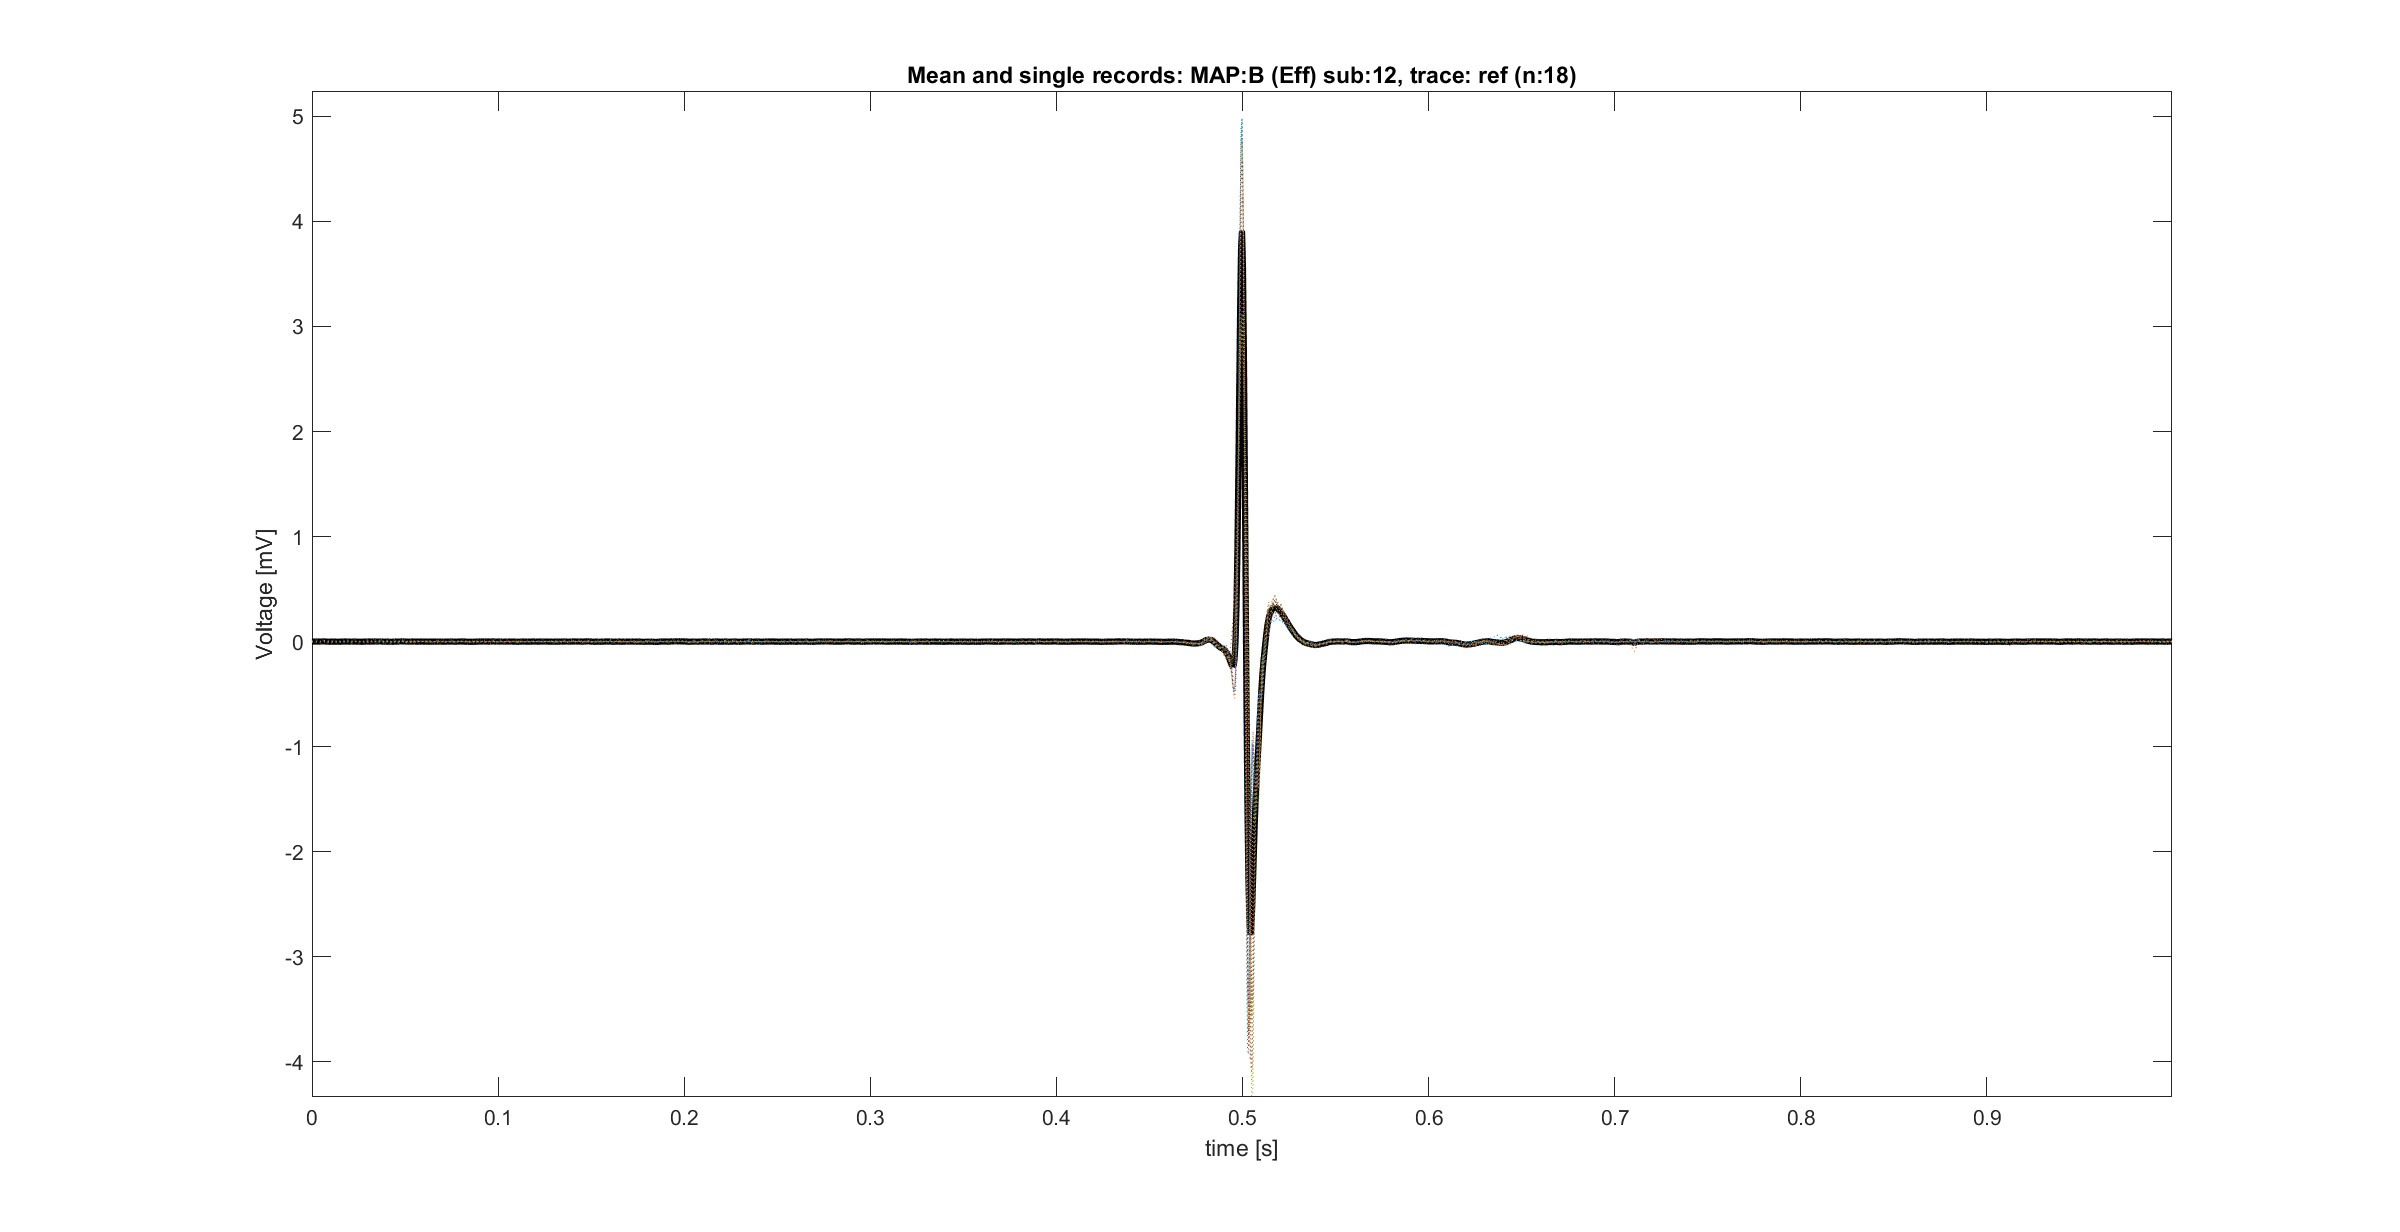 Mean and single records: MAP:B (Eff) sub:12, trace: ref (n:18)
5
4
3
2
1
0
-1
-2
-3
-4
Voltage [mV]
0 0.1 0.2 0.3 0.4 0.5 0.6 0.7 0.8 0.9
time [s]